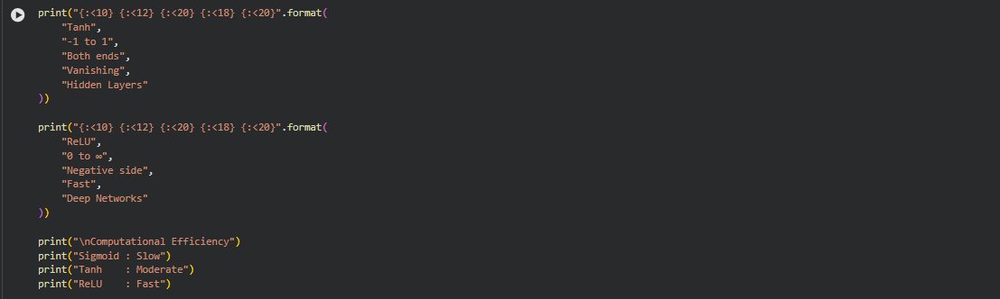 print("{:<10} {:<12} {:<20} {:<18} {:<20}".format(
    "Tanh",
    "-1 to 1",
    "Both ends",
    "Vanishing",
    "Hidden Layers"
))

print("{:<10} {:<12} {:<20} {:<18} {:<20}".format(
    "ReLU",
    "0 to ∞",
    "Negative side",
    "Fast",
    "Deep Networks"
))

print("\nComputational Efficiency")
print("Sigmoid : Slow")
print("Tanh    : Moderate")
print("ReLU    : Fast")